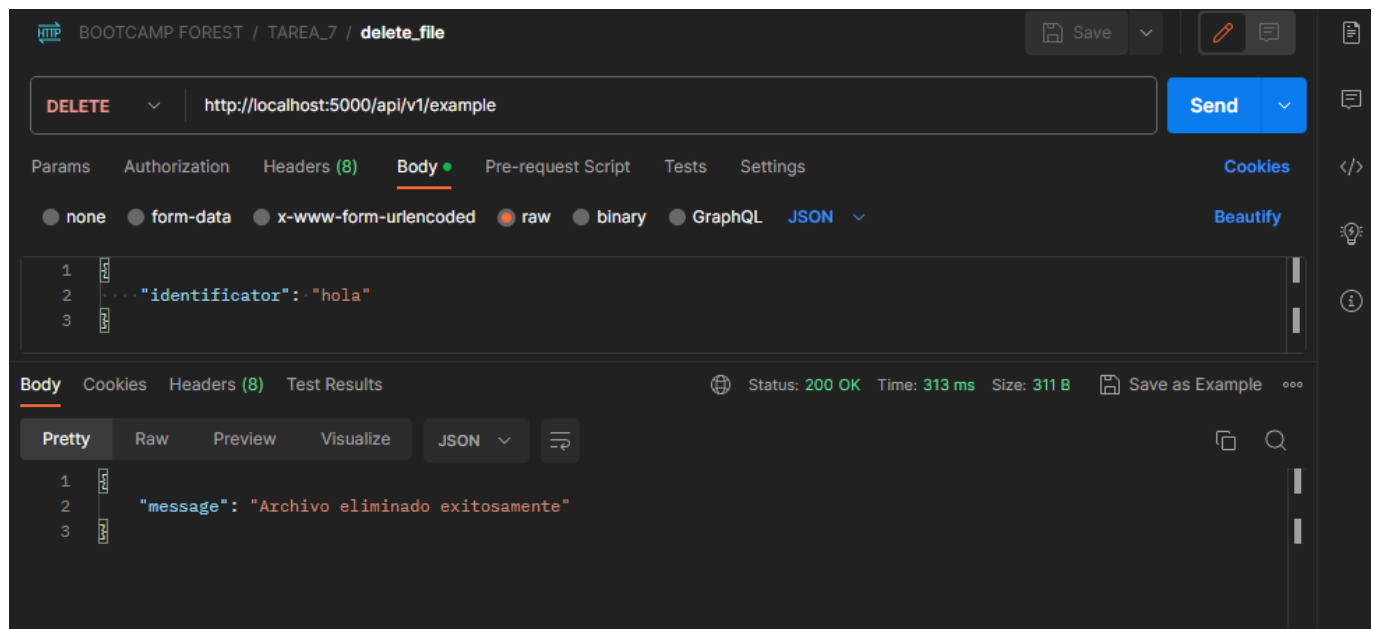 HTTP BOOTCAMP FOREST / TAREA_7 / delete_file Save
DELETE http://localhost:5000/api/v1/example Send
Params Authorization Headers (8) Body Pre-request Script Tests Settings Cookies
none form-data x-www-form-urlencoded raw binary GraphQL JSON Beautify
1 {
2 ····"identificator":·"hola"
3 }
Body Cookies Headers (8) Test Results Status: 200 OK Time: 313 ms Size: 311 B Save as Example
Pretty Raw Preview Visualize JSON
1 {
2 "message": "Archivo eliminado exitosamente"
3 }